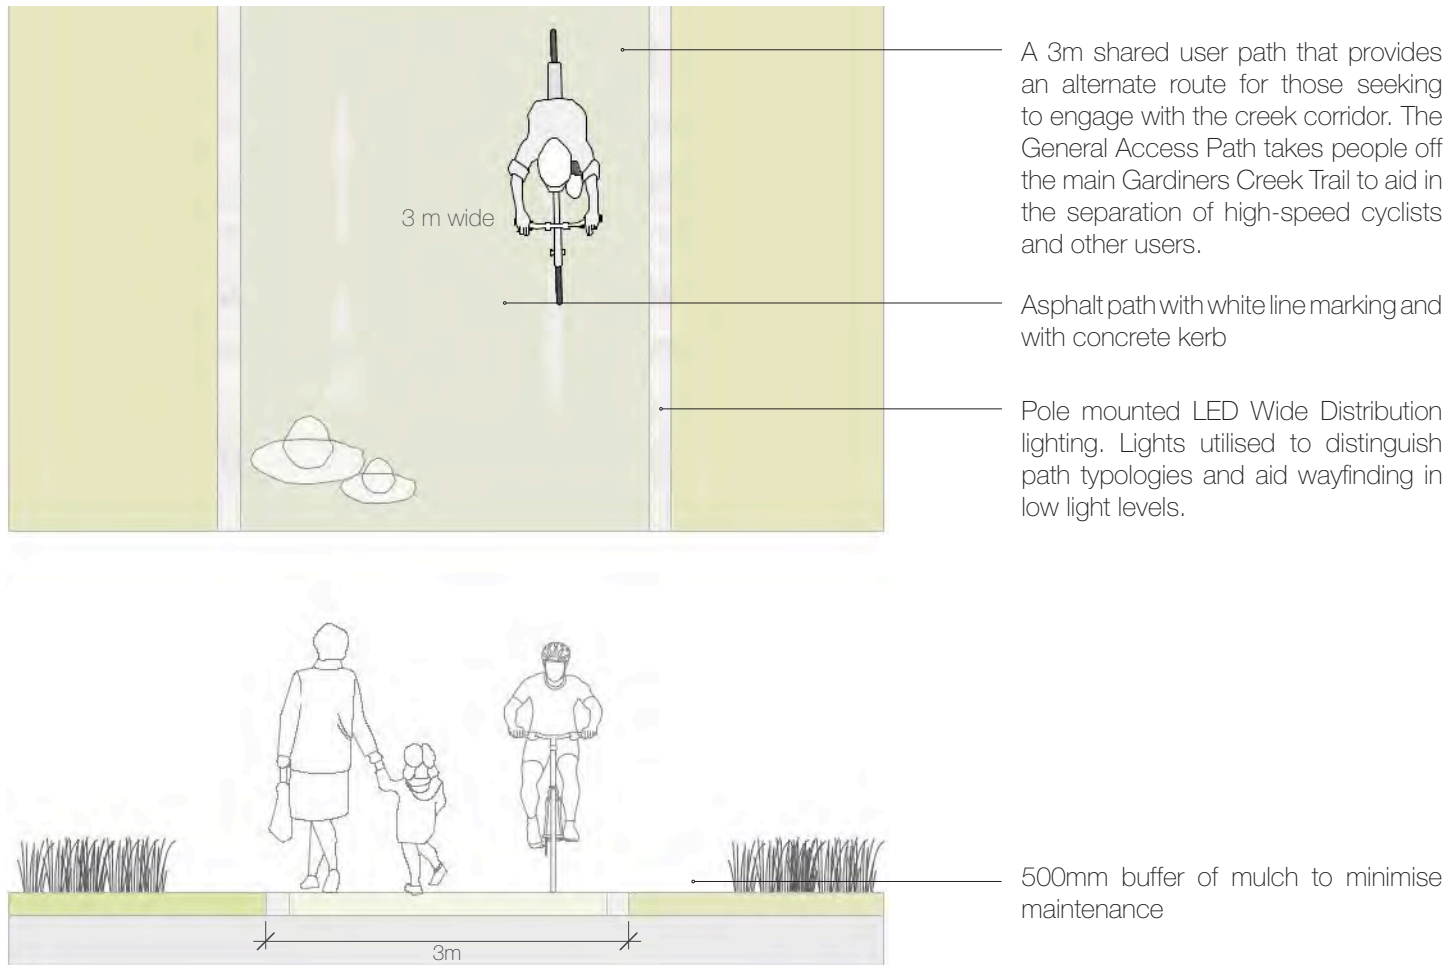 A 3m shared user path that provides
an alternate route for those seeking
to engage with the creek corridor. The
General Access Path takes people off
the main Gardiners Creek Trail to aid in
the separation of high-speed cyclists
and other users.
3 m wide
Asphalt path with white line marking and
with concrete kerb
Pole mounted LED Wide Distribution
lighting. Lights utilised to distinguish
path typologies and aid wayfinding in
low light levels.
500mm buffer of mulch to minimise
maintenance
3m